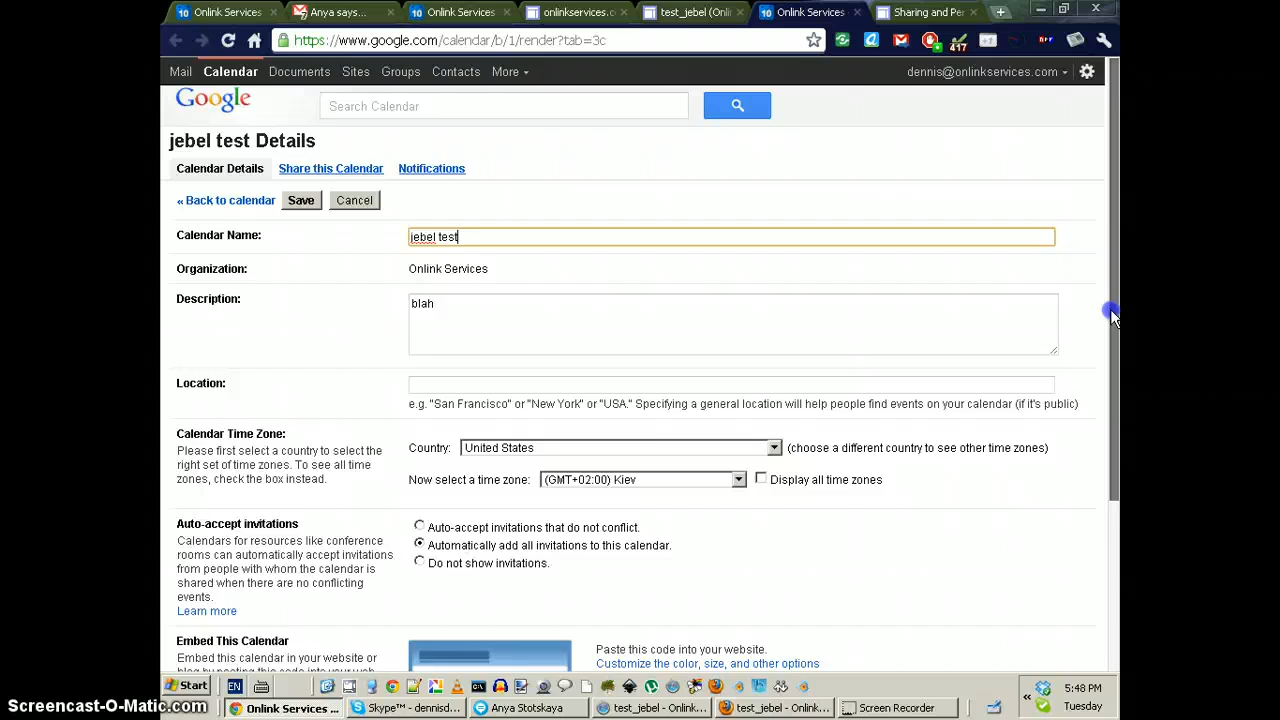 10 Onlink Services
Anya says...
10 Onlink Services
onlinkservices.c
test_jebel (Onl
10 Onlink Services
Sharing and Per
https://www.google.com/calendar/b/1/render?tab=3c
417
Mail Calendar Documents Sites Groups Contacts More
dennis@onlinkservices.com
Google
Search Calendar
jebel test Details
Calendar Details Share this Calendar Notifications
« Back to calendar Save Cancel
Calendar Name: jebel test
Organization: Onlink Services
Description: blah
Location:
e.g. "San Francisco" or "New York" or "USA." Specifying a general location will help people find events on your calendar (if it's public)
Calendar Time Zone:
Please first select a country to select the
right set of time zones. To see all time
zones, check the box instead.
Country: United States (choose a different country to see other time zones)
Now select a time zone: (GMT+02:00) Kiev Display all time zones
Auto-accept invitations
Calendars for resources like conference
rooms can automatically accept invitations
from people with whom the calendar is
shared when there are no conflicting
events.
Learn more
Auto-accept invitations that do not conflict.
Automatically add all invitations to this calendar.
Do not show invitations.
Embed This Calendar
Embed this calendar in your website or
Paste this code into your website.
Customize the color, size, and other options
Start EN
5:48 PM
Tuesday
Onlink Services ...
Skype™ - dennisd...
Anya Stotskaya
test_jebel - Onlink...
test_jebel - Onlink...
Screen Recorder
Screencast-O-Matic.com